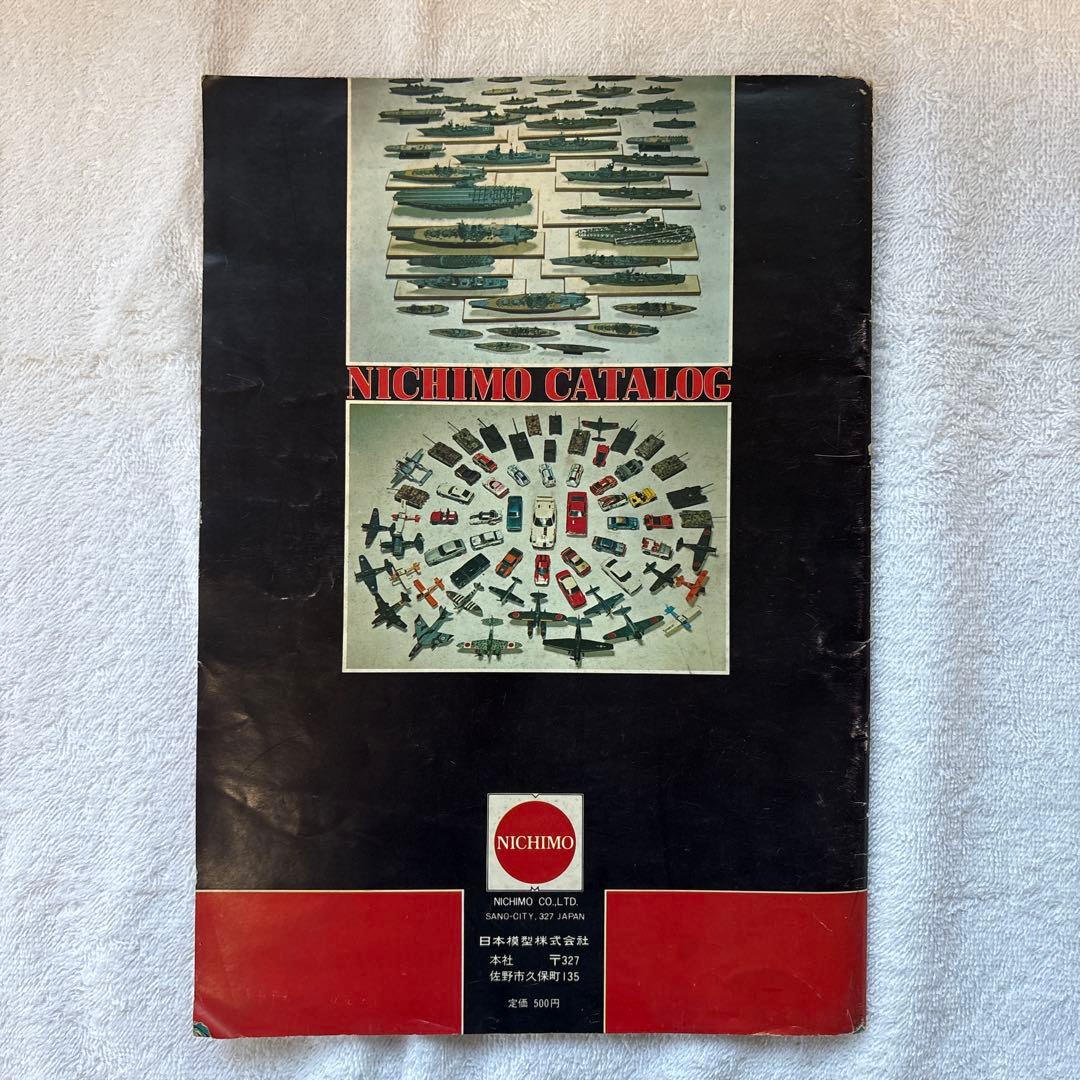 NICHIMO CATALOG
NICHIMO
NICHIMO CO.,LTD.
SANO-CITY, 327 JAPAN
日本模型株式会社
本社 〒327
佐野市久保町135
定価 500円